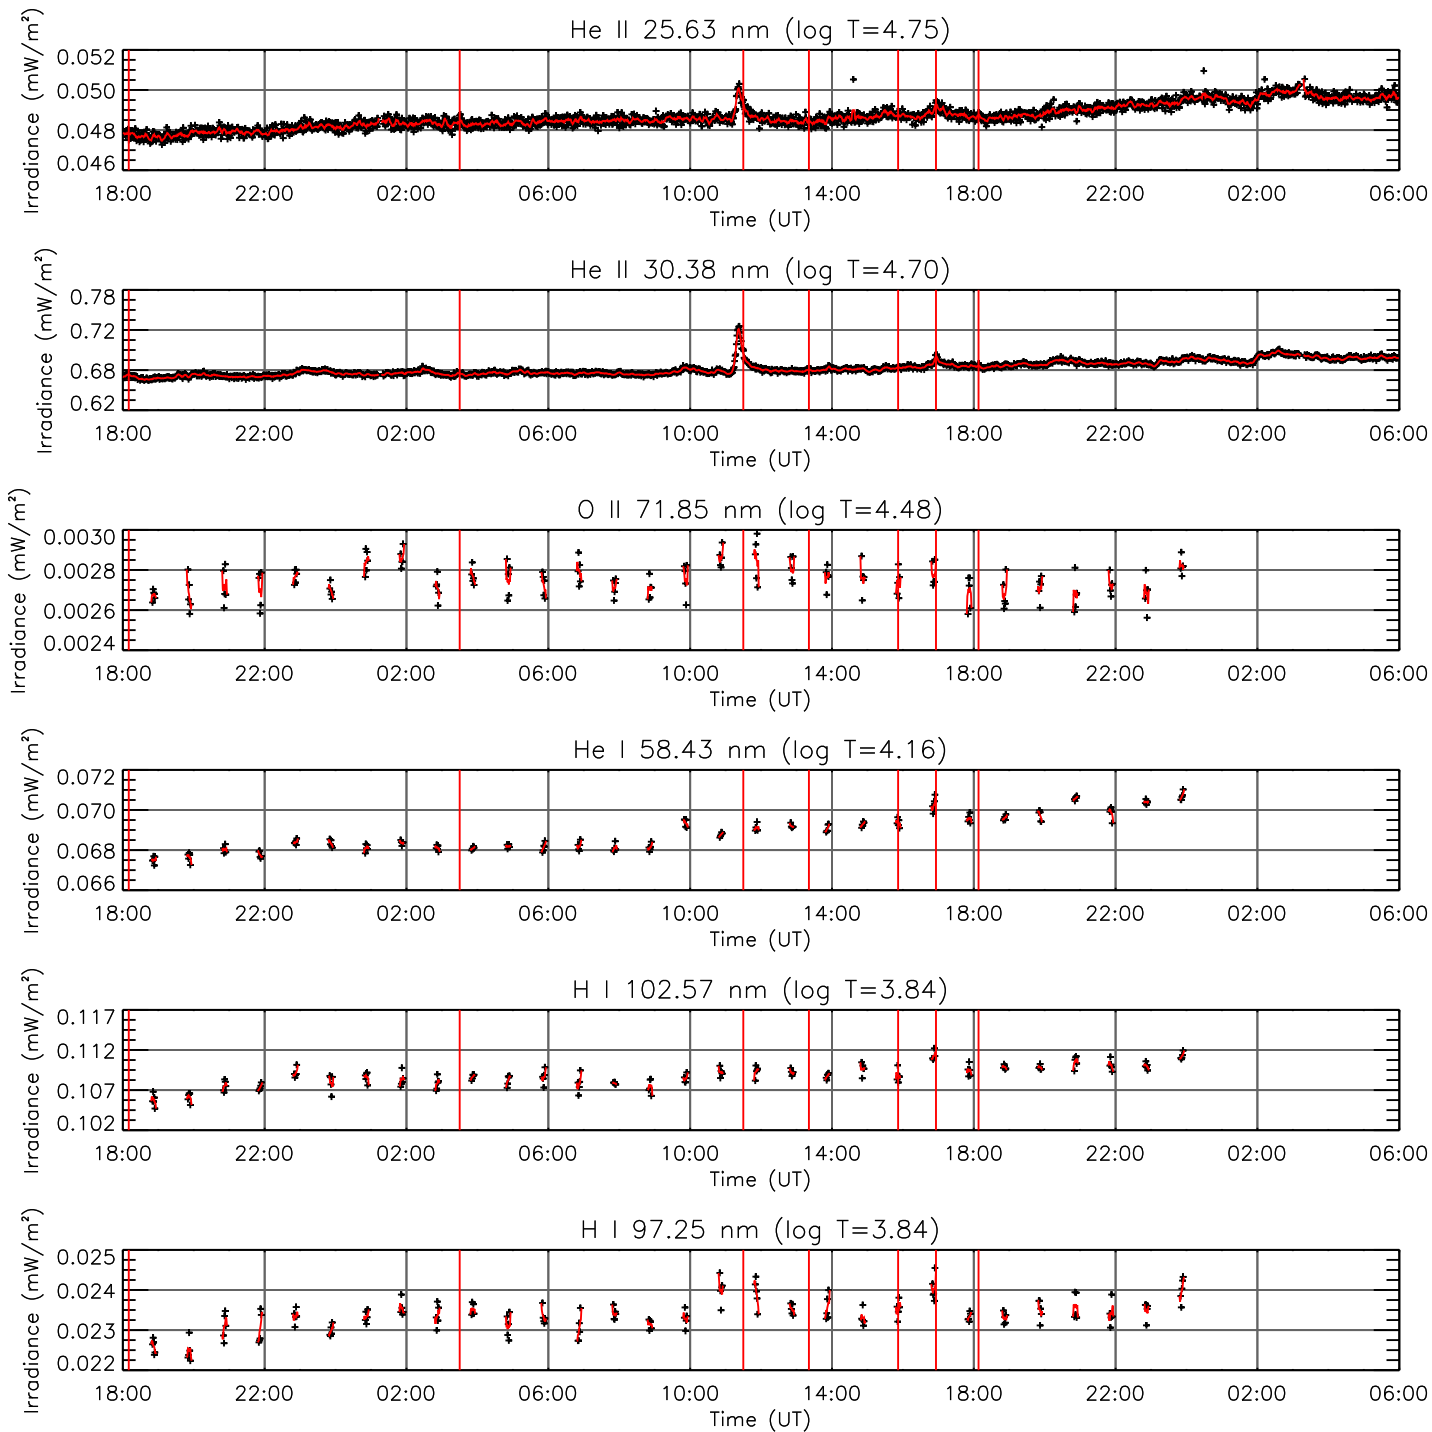 He II 25.63 nm (log T=4.75)
Irradiance (mW/m²)
0.052
0.050
0.048
0.046
18:00 22:00 02:00 06:00 10:00 14:00 18:00 22:00 02:00 06:00
Time (UT)
He II 30.38 nm (log T=4.70)
Irradiance (mW/m²)
0.78
0.72
0.68
0.62
18:00 22:00 02:00 06:00 10:00 14:00 18:00 22:00 02:00 06:00
Time (UT)
O II 71.85 nm (log T=4.48)
Irradiance (mW/m²)
0.0030
0.0028
0.0026
0.0024
18:00 22:00 02:00 06:00 10:00 14:00 18:00 22:00 02:00 06:00
Time (UT)
He I 58.43 nm (log T=4.16)
Irradiance (mW/m²)
0.072
0.070
0.068
0.066
18:00 22:00 02:00 06:00 10:00 14:00 18:00 22:00 02:00 06:00
Time (UT)
H I 102.57 nm (log T=3.84)
Irradiance (mW/m²)
0.117
0.112
0.107
0.102
18:00 22:00 02:00 06:00 10:00 14:00 18:00 22:00 02:00 06:00
Time (UT)
H I 97.25 nm (log T=3.84)
Irradiance (mW/m²)
0.025
0.024
0.023
0.022
18:00 22:00 02:00 06:00 10:00 14:00 18:00 22:00 02:00 06:00
Time (UT)